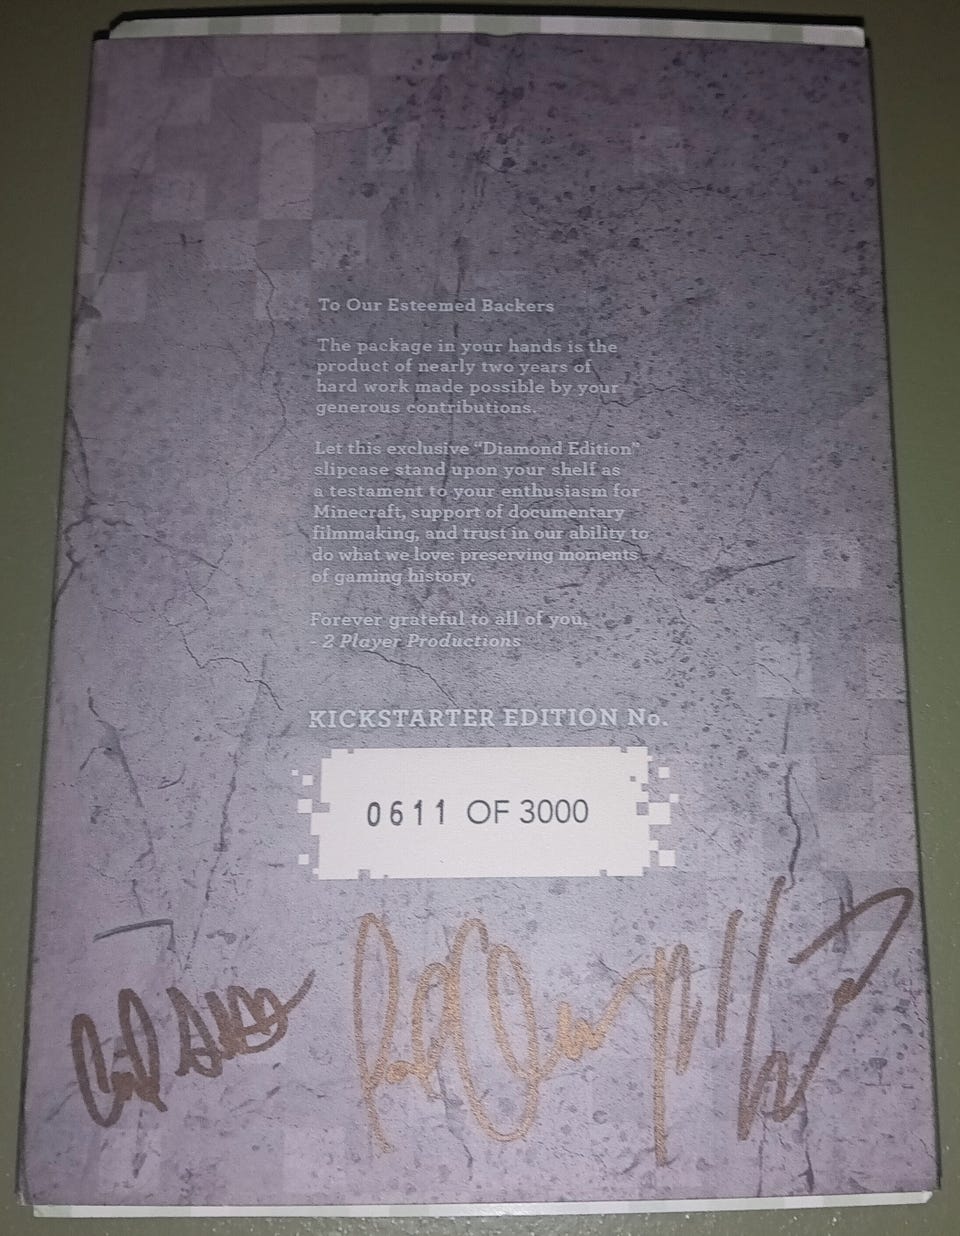 To Our Esteemed Backers
The package in your hands is the
product of nearly two years of
hard work made possible by your
generous contributions.
Let this exclusive “Diamond Edition”
slipcase stand upon your shelf as
a testament to your enthusiasm for
Minecraft, support of documentary
filmmaking, and trust in our ability to
do what we love: preserving moments
of gaming history.
Forever grateful to all of you,
- 2 Player Productions
KICKSTARTER EDITION No.
0611 OF 3000